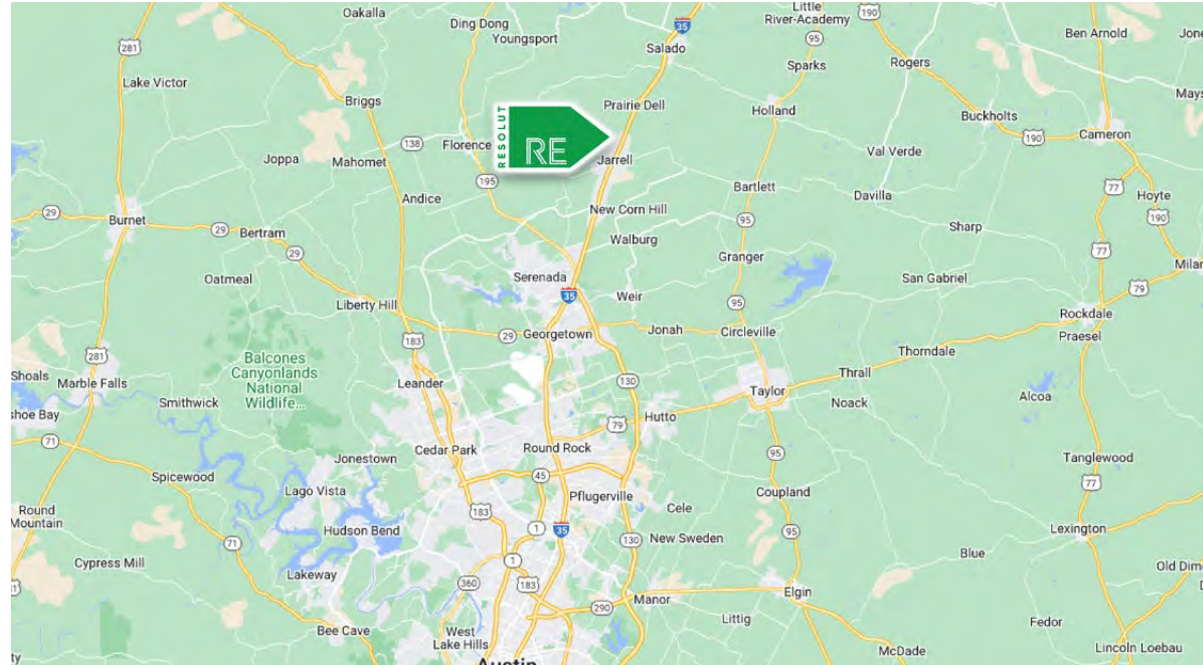 Oakalla
Ding Dong
Youngsport
35
Little
River-Academy
190
Ben Arnold
281
Salado
95
Lake Victor
Sparks
Rogers
Briggs
Prairie Dell
Holland
Buckholts
RESOLUT
RE
138
Florence
Jarrell
190
Cameron
Joppa
Mahomet
Val Verde
195
Andice
Bartlett
Davilla
77
Hoyte
29
Burnet
New Corn Hill
95
190
29
Bertram
29
Walburg
Sharp
Oatmeal
Granger
77
Serenada
San Gabriel
79
Liberty Hill
35
Weir
95
Rockdale
29
Georgetown
Jonah
Circleville
Praesel
281
183
Thorndale
Balcones
Canyonlands
National
Wildlife...
Shoals
Marble Falls
Leander
130
Thrall
Smithwick
Taylor
Noack
Alcoa
shoe Bay
79
Hutto
71
Cedar Park
Round Rock
Jonestown
45
95
Tanglewood
Spicewood
Lago Vista
Pflugerville
Coupland
77
Round
Mountain
183
Cele
Hudson Bend
1
35
Lexington
71
130
New Sweden
95
Blue
Cypress Mill
1
Lakeway
360
183
Elgin
Old Dim
290
Manor
Bee Cave
West
Lake Hills
Littig
Fedor
McDade
Lincoln Loebau
Austin